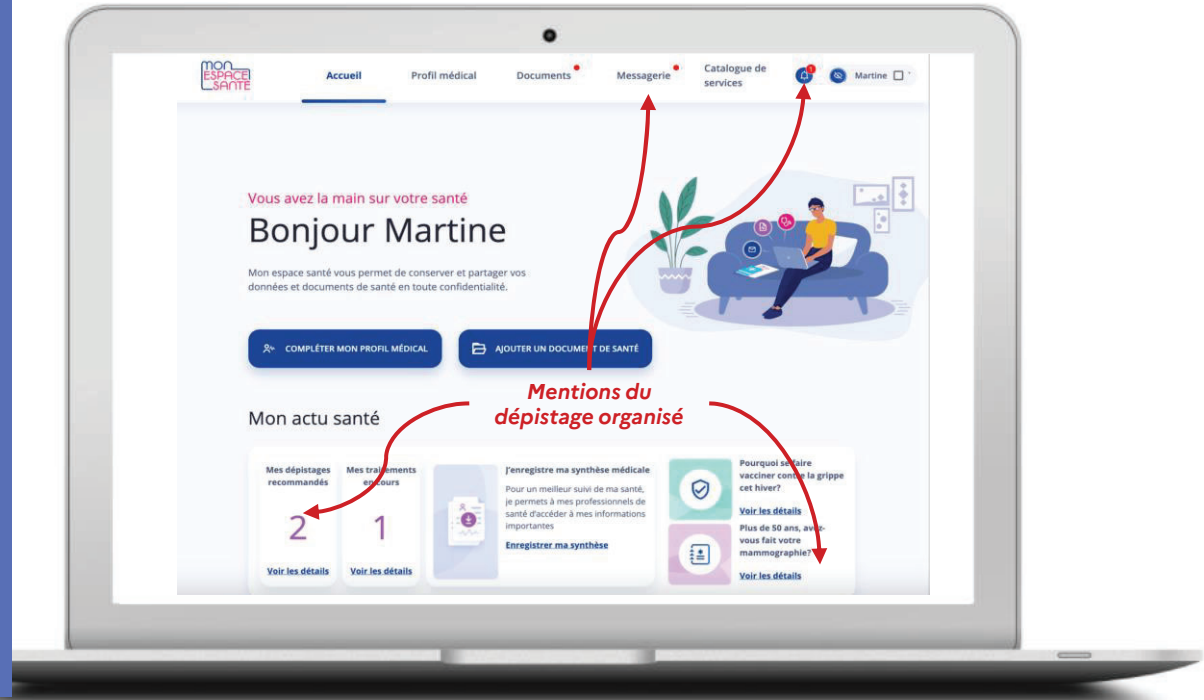 mon
ESPACE
SANTÉ
Accueil
Profil médical
Documents
Messagerie
Catalogue de
services
1
Martine
Vous avez la main sur votre santé
Bonjour Martine
Mon espace santé vous permet de conserver et partager vos
données et documents de santé en toute confidentialité.
COMPLÉTER MON PROFIL MÉDICAL
AJOUTER UN DOCUMENT DE SANTÉ
Mentions du
dépistage organisé
Mon actu santé
Mes dépistages
recommandés
2
Voir les détails
Mes traitements
en cours
1
Voir les détails
J'enregistre ma synthèse médicale
Pour un meilleur suivi de ma santé,
je permets à mes professionnels de
santé d'accéder à mes informations
importantes
Enregistrer ma synthèse
Pourquoi se faire
vacciner contre la grippe
cet hiver?
Voir les détails
Plus de 50 ans, avez-
vous fait votre
mammographie?
Voir les détails